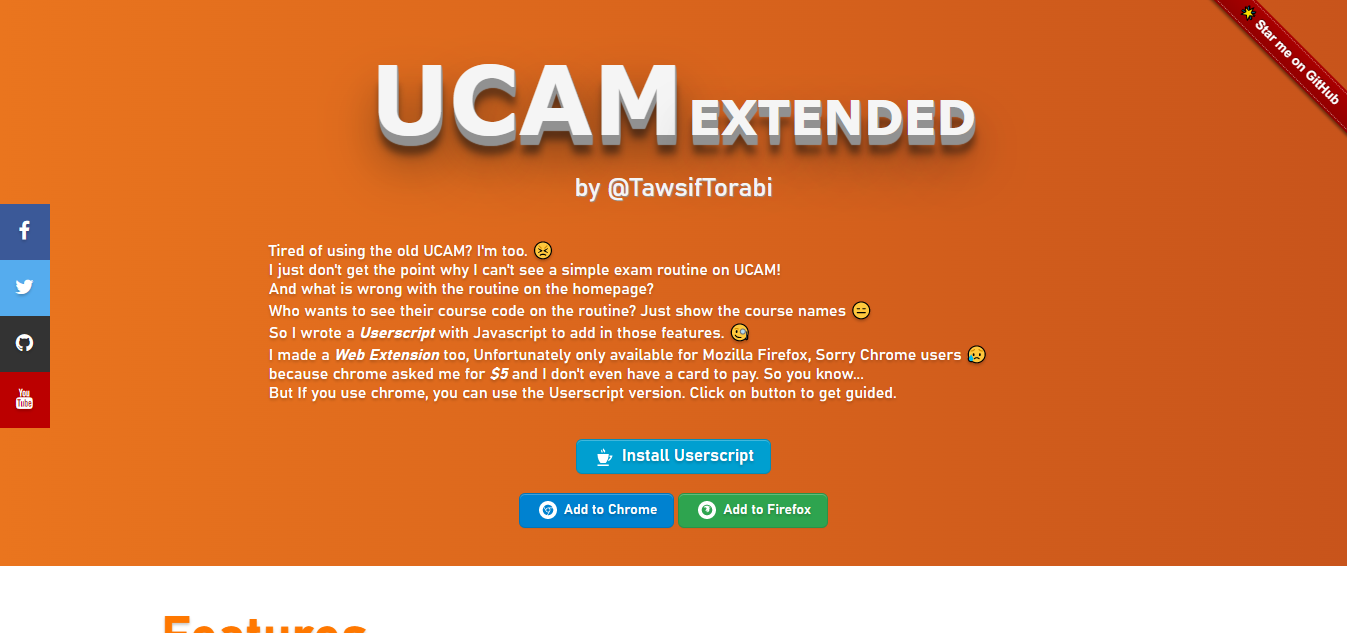 Star me on GitHub
UCAM EXTENDED
by @TawsifTorabi
Tired of using the old UCAM? I'm too. 😣
I just don't get the point why I can't see a simple exam routine on UCAM!
And what is wrong with the routine on the homepage?
Who wants to see their course code on the routine? Just show the course names 😑
So I wrote a Userscript with Javascript to add in those features. 🧐
I made a Web Extension too, Unfortunately only available for Mozilla Firefox, Sorry Chrome users 😥
because chrome asked me for $5 and I don't even have a card to pay. So you know...
But If you use chrome, you can use the Userscript version. Click on button to get guided.
You
Tube
Install Userscript
Add to Chrome
Add to Firefox
Features